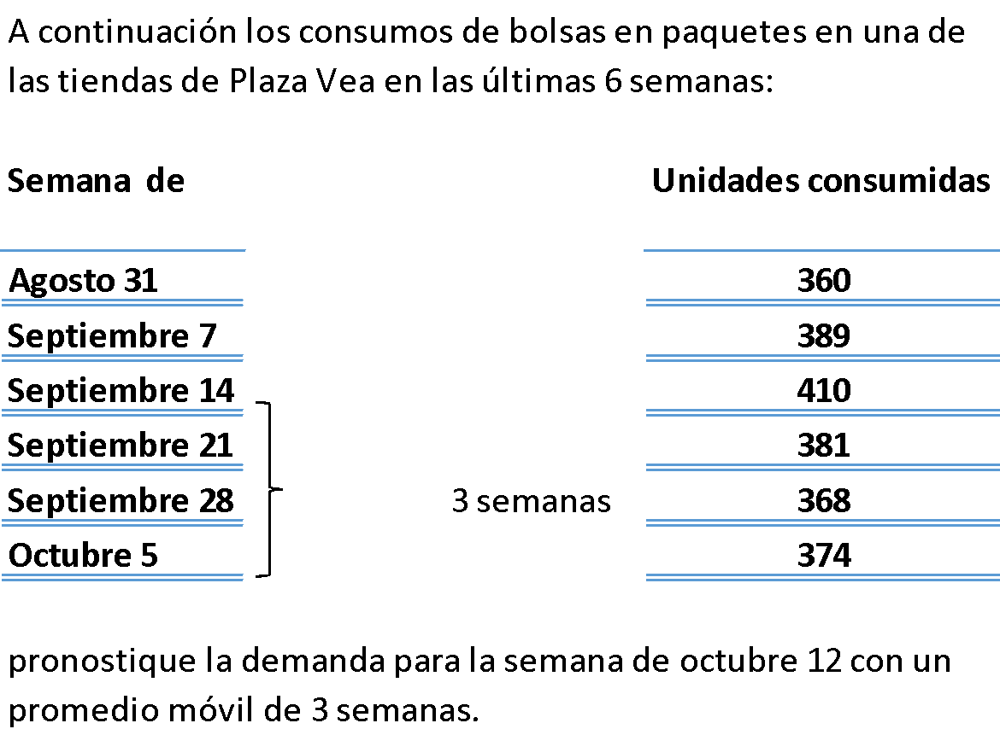 A continuación los consumos de bolsas en paquetes en una de
las tiendas de Plaza Vea en las últimas 6 semanas:
Semana de Unidades consumidas
Agosto 31 360
Septiembre 7 389
Septiembre 14 410
Septiembre 21 381
Septiembre 28 3 semanas 368
Octubre 5 374
pronostique la demanda para la semana de octubre 12 con un
promedio móvil de 3 semanas.